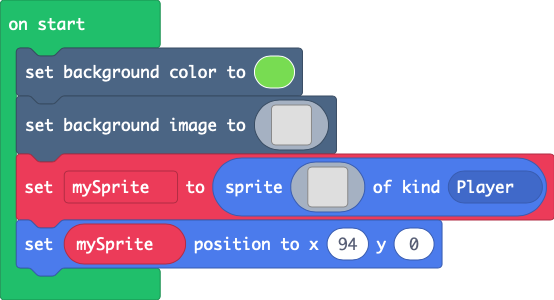 on start
set background color to
set background image to
set mySprite to sprite of kind Player
set mySprite position to x 94 y 0